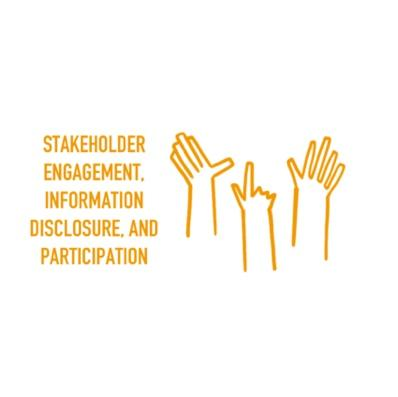 STAKEHOLDER
ENGAGEMENT,
INFORMATION
DISCLOSURE, AND
PARTICIPATION